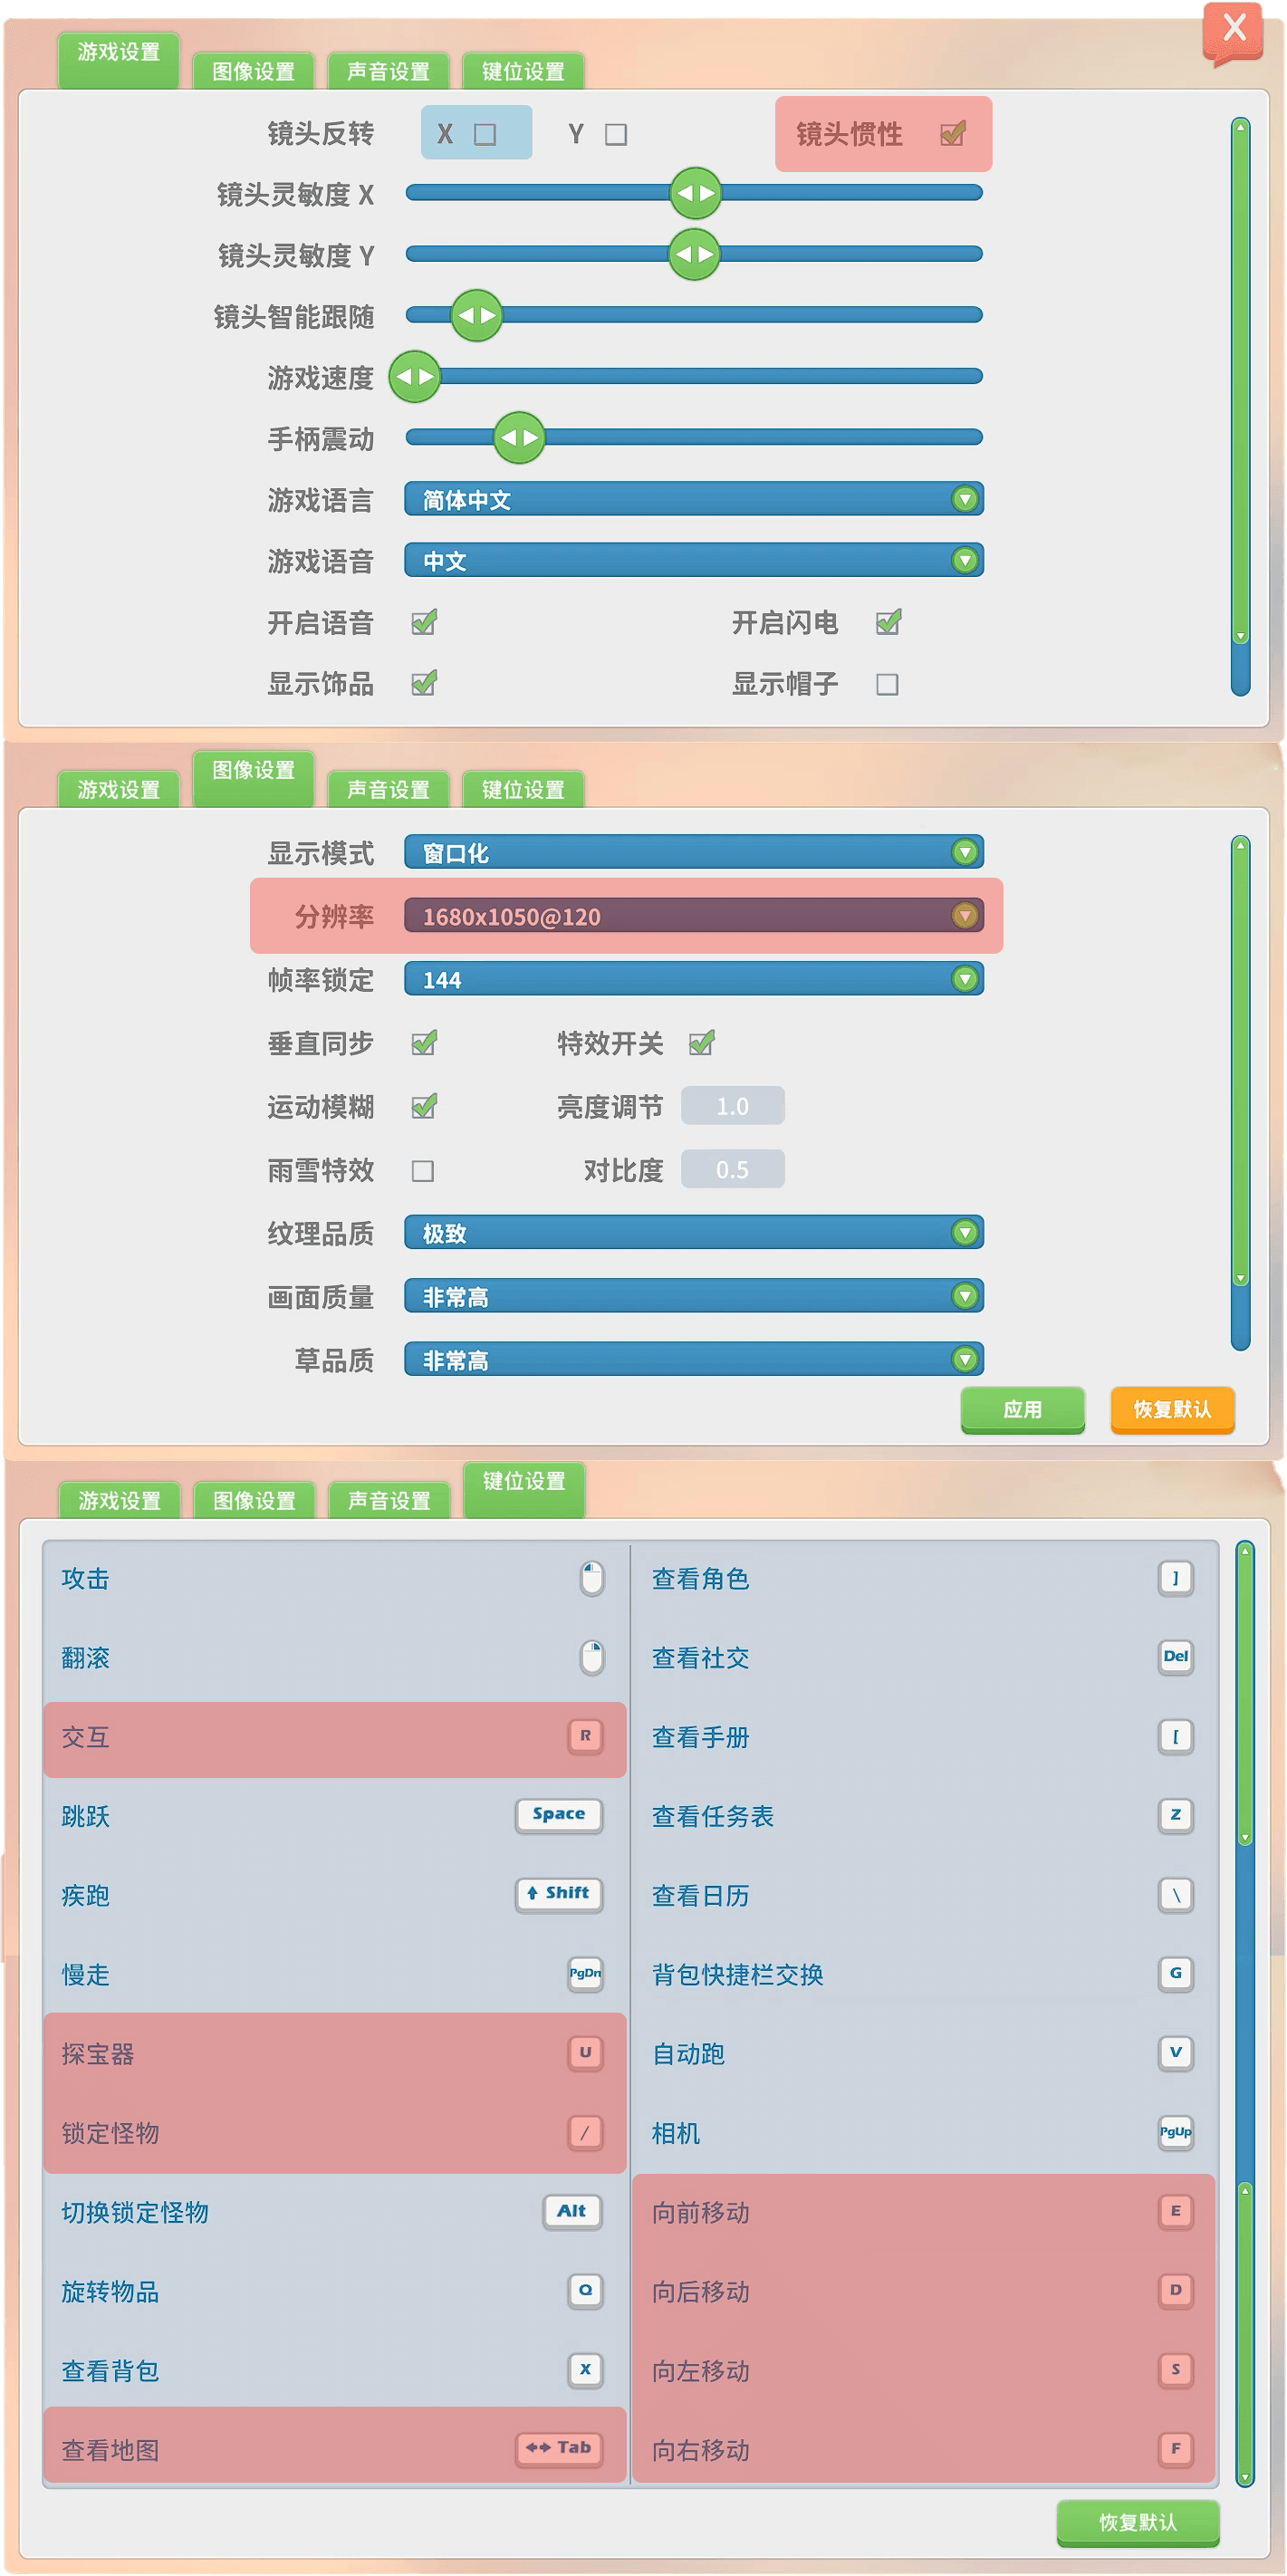 X
游戏设置 图像设置 声音设置 键位设置
镜头反转 X Y 镜头惯性
镜头灵敏度 X
镜头灵敏度 Y
镜头智能跟随
游戏速度
手柄震动
游戏语言 简体中文
游戏语音 中文
开启语音 开启闪电
显示饰品 显示帽子
游戏设置 图像设置 声音设置 键位设置
显示模式 窗口化
分辨率 1680x1050@120
帧率锁定 144
垂直同步 特效开关
运动模糊 亮度调节 1.0
雨雪特效 对比度 0.5
纹理品质 极致
画面质量 非常高
草品质 非常高
应用 恢复默认
游戏设置 图像设置 声音设置 键位设置
攻击 查看角色 ]
翻滚 查看社交 Del
交互 R 查看手册 [
跳跃 Space 查看任务表 Z
疾跑 Shift 查看日历 \
慢走 PgDn 背包快捷栏交换 G
探宝器 U 自动跑 V
锁定怪物 / 相机 PgUp
切换锁定怪物 Alt 向前移动 E
旋转物品 Q 向后移动 D
查看背包 X 向左移动 S
查看地图 Tab 向右移动 F
恢复默认